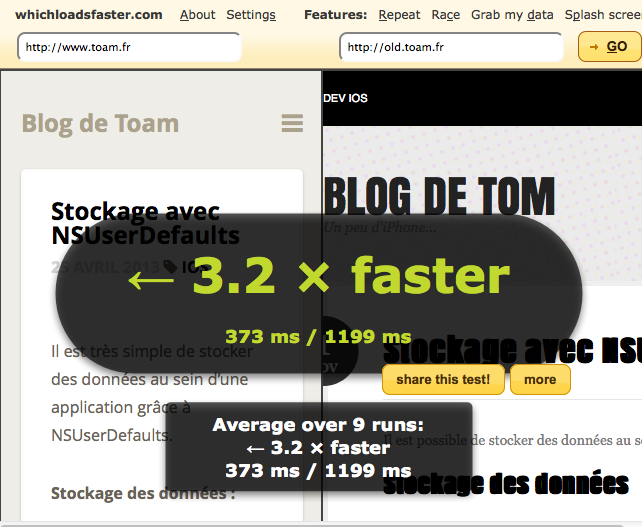 whichloadsfaster.com About Settings Features: Repeat Race Grab my data Splash scree
http://www.toam.fr http://old.toam.fr → GO
DEV IOS
Blog de Toam
BLOG DE TOM
Un peu d'iPhone...
Stockage avec
NSUserDefaults
25 AVRIL 2013 IOS
← 3.2 × faster
373 ms / 1199 ms
Stockage avec NSU
share this test! more
Il est très simple de stocker
des données au sein d'une
application grâce à
NSUserDefaults.
Average over 9 runs:
← 3.2 × faster
373 ms / 1199 ms
Il est possible de stocker des données au se
Stockage des données :
Stockage des données